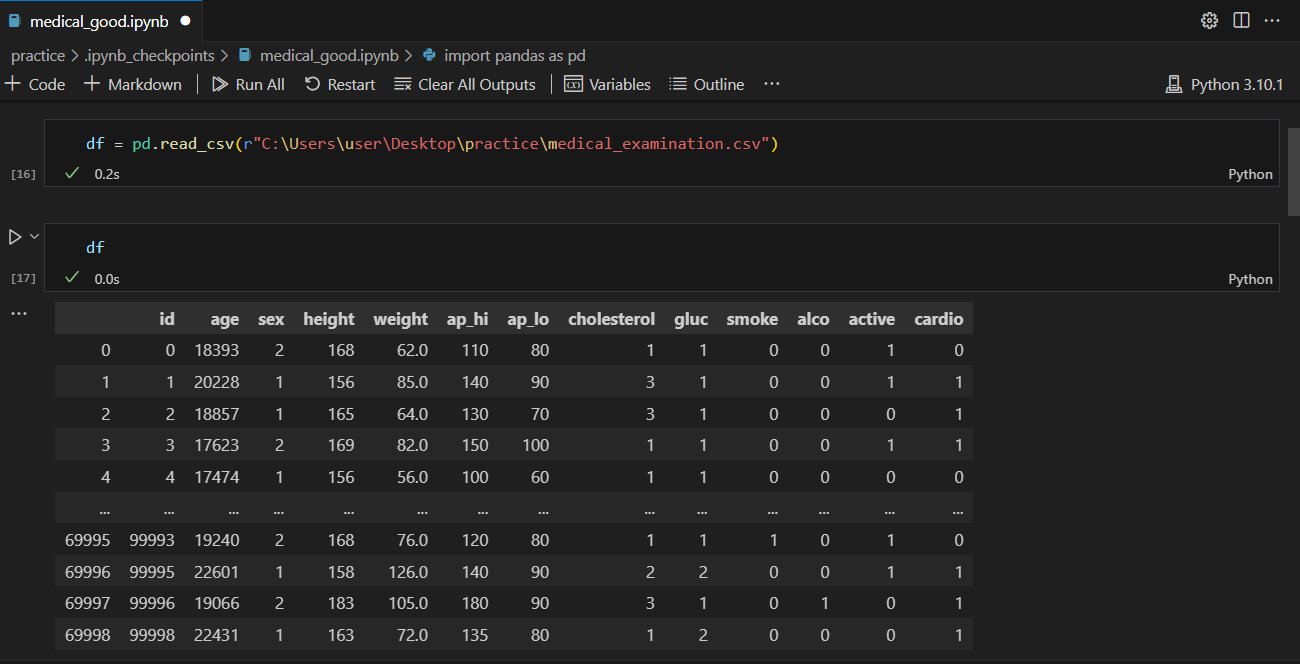 medical_good.ipynb
practice > .ipynb_checkpoints > medical_good.ipynb > import pandas as pd
+ Code + Markdown Run All Restart Clear All Outputs Variables Outline ... Python 3.10.1
df = pd.read_csv(r"C:\Users\user\Desktop\practice\medical_examination.csv")
[16] 0.2s Python
df
[17] 0.0s Python
...
id age sex height weight ap_hi ap_lo cholesterol gluc smoke alco active cardio
0 0 18393 2 168 62.0 110 80 1 1 0 0 1 0
1 1 20228 1 156 85.0 140 90 3 1 0 0 1 1
2 2 18857 1 165 64.0 130 70 3 1 0 0 0 1
3 3 17623 2 169 82.0 150 100 1 1 0 0 1 1
4 4 17474 1 156 56.0 100 60 1 1 0 0 0 0
... ... ... ... ... ... ... ... ... ... ... ... ... ...
69995 99993 19240 2 168 76.0 120 80 1 1 1 0 1 0
69996 99995 22601 1 158 126.0 140 90 2 2 0 0 1 1
69997 99996 19066 2 183 105.0 180 90 3 1 0 1 0 1
69998 99998 22431 1 163 72.0 135 80 1 2 0 0 0 1